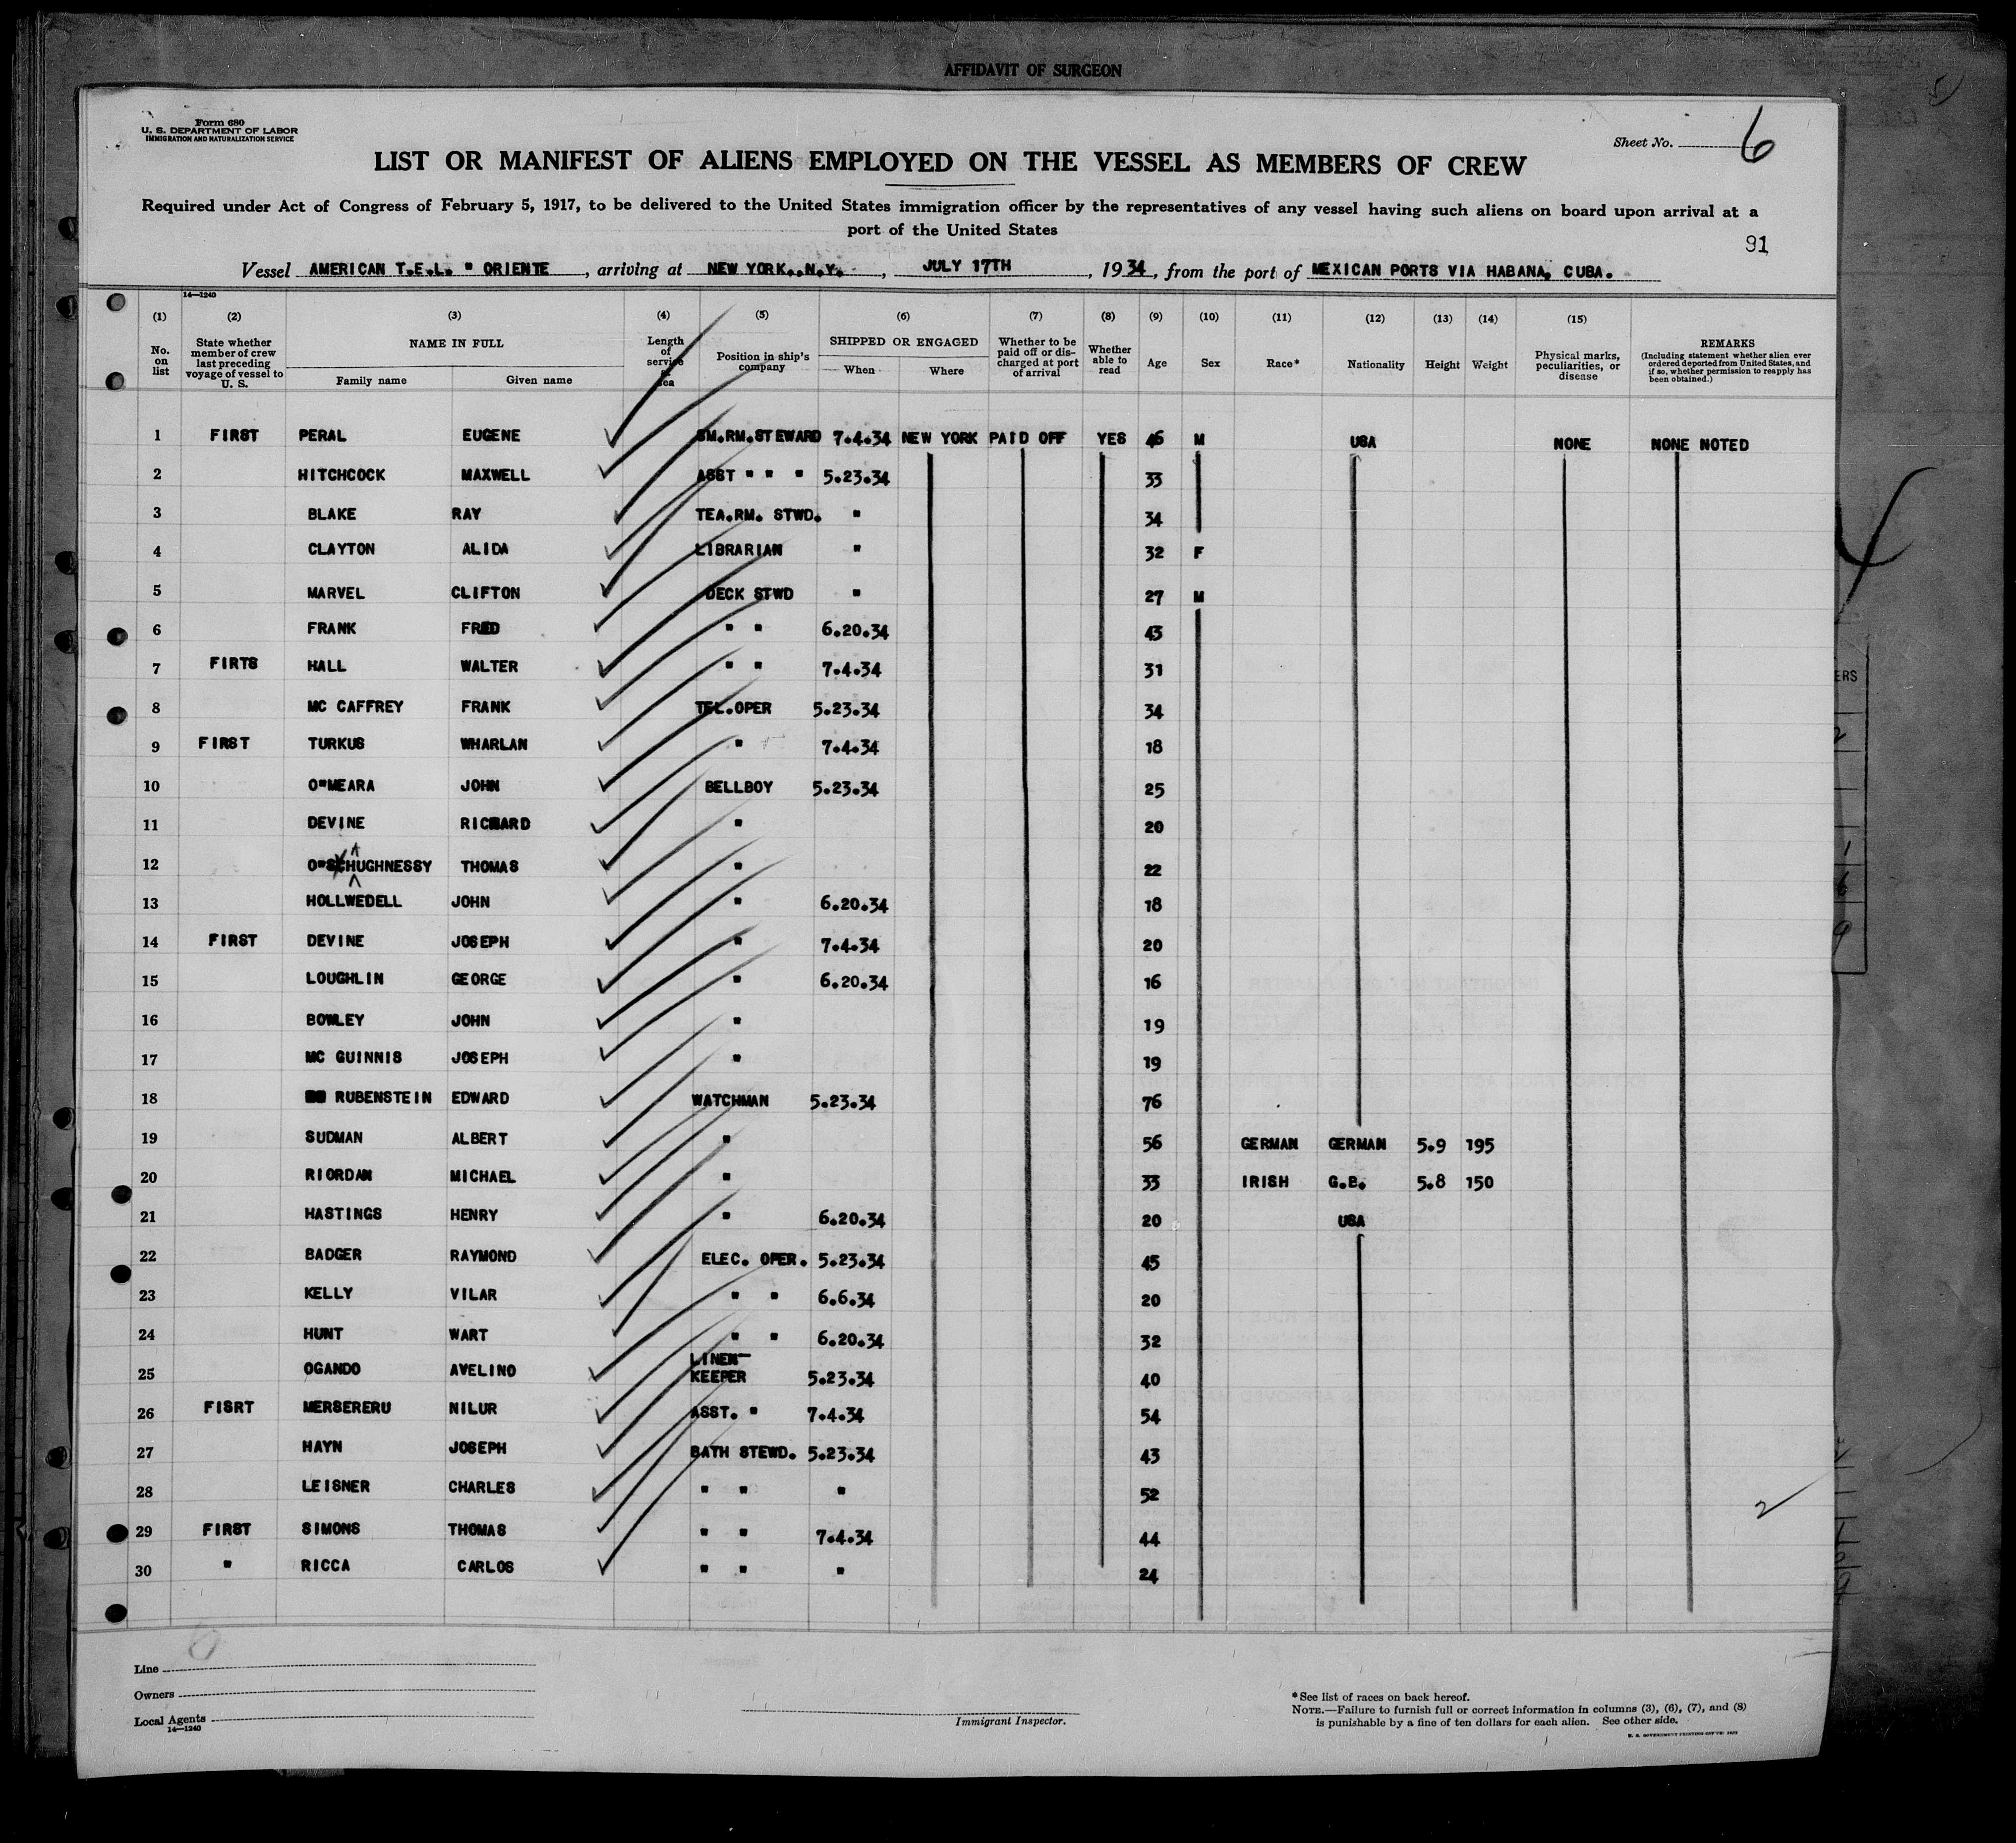 AFFIDAVIT OF SURGEON
Form 680
U. S. DEPARTMENT OF LABOR
IMMIGRATION AND NATURALIZATION SERVICE
Sheet No. 6
LIST OR MANIFEST OF ALIENS EMPLOYED ON THE VESSEL AS MEMBERS OF CREW
Required under Act of Congress of February 5, 1917, to be delivered to the United States immigration officer by the representatives of any vessel having such aliens on board upon arrival at a
port of the United States
91
Vessel AMERICAN T.E.L. " ORIENTE, arriving at NEW YORK,.N.Y., JULY 17TH, 1934, from the port of MEXICAN PORTS VIA HABANA, CUBA.
14—1240
(1) (2) (3) (4) (5) (6) (7) (8) (9) (10) (11) (12) (13) (14) (15)
No. on list
State whether member of crew last preceding voyage of vessel to U. S.
NAME IN FULL
Family name Given name
Length of service at sea
Position in ship's company
SHIPPED OR ENGAGED
When Where
Whether to be paid off or discharged at port of arrival
Whether able to read
Age
Sex
Race*
Nationality
Height
Weight
Physical marks, peculiarities, or disease
REMARKS
(Including statement whether alien ever ordered deported from United States, and if so, whether permission to reapply has been obtained.)
1 FIRST PERAL EUGENE SM.RM.STEWARD 7.4.34 NEW YORK PAID OFF YES 46 M USA NONE NONE NOTED
2 HITCHCOCK MAXWELL ASST " " " 5.23.34 33
3 BLAKE RAY TEA.RM. STWD. " 34
4 CLAYTON ALIDA LIBRARIAN " 32 F
5 MARVEL CLIFTON DECK STWD " 27 M
6 FRANK FRED " " 6.20.34 43
7 FIRTS HALL WALTER " " 7.4.34 31
8 MC CAFFREY FRANK TEL.OPER 5.23.34 34
9 FIRST TURKUS WHARLAN " 7.4.34 18
10 O"MEARA JOHN BELLBOY 5.23.34 25
11 DEVINE RICHARD " 20
12 THOMAS " 22
13 HOLLWEDELL JOHN " 6.20.34 18
14 FIRST DEVINE JOSEPH " 7.4.34 20
15 LOUGHLIN GEORGE " 6.20.34 16
16 BOWLEY JOHN " 19
17 MC GUINNIS JOSEPH " 19
18 RUBENSTEIN EDWARD WATCHMAN 5.23.34 76
19 SUDMAN ALBERT " 56 GERMAN GERMAN 5.9 195
20 RIORDAN MICHAEL " 33 IRISH G.B. 5.8 150
21 HASTINGS HENRY " 6.20.34 20 USA
22 BADGER RAYMOND ELEC. OPER. 5.23.34 45
23 KELLY VILAR " " 6.6.34 20
24 HUNT WART " " 6.20.34 32
25 OGANDO AVELINO LINEN KEEPER 5.23.34 40
26 FISRT MERSERERU NILUR ASST. " 7.4.34 54
27 HAYN JOSEPH BATH STEWD. 5.23.34 43
28 LEISNER CHARLES " " " 52
29 FIRST SIMONS THOMAS " " 7.4.34 44
30 " RICCA CARLOS " " " 24
2
Line
Owners
Local Agents
14—1240
Immigrant Inspector.
*See list of races on back hereof.
NOTE.—Failure to furnish full or correct information in columns (3), (6), (7), and (8)
is punishable by a fine of ten dollars for each alien. See other side.